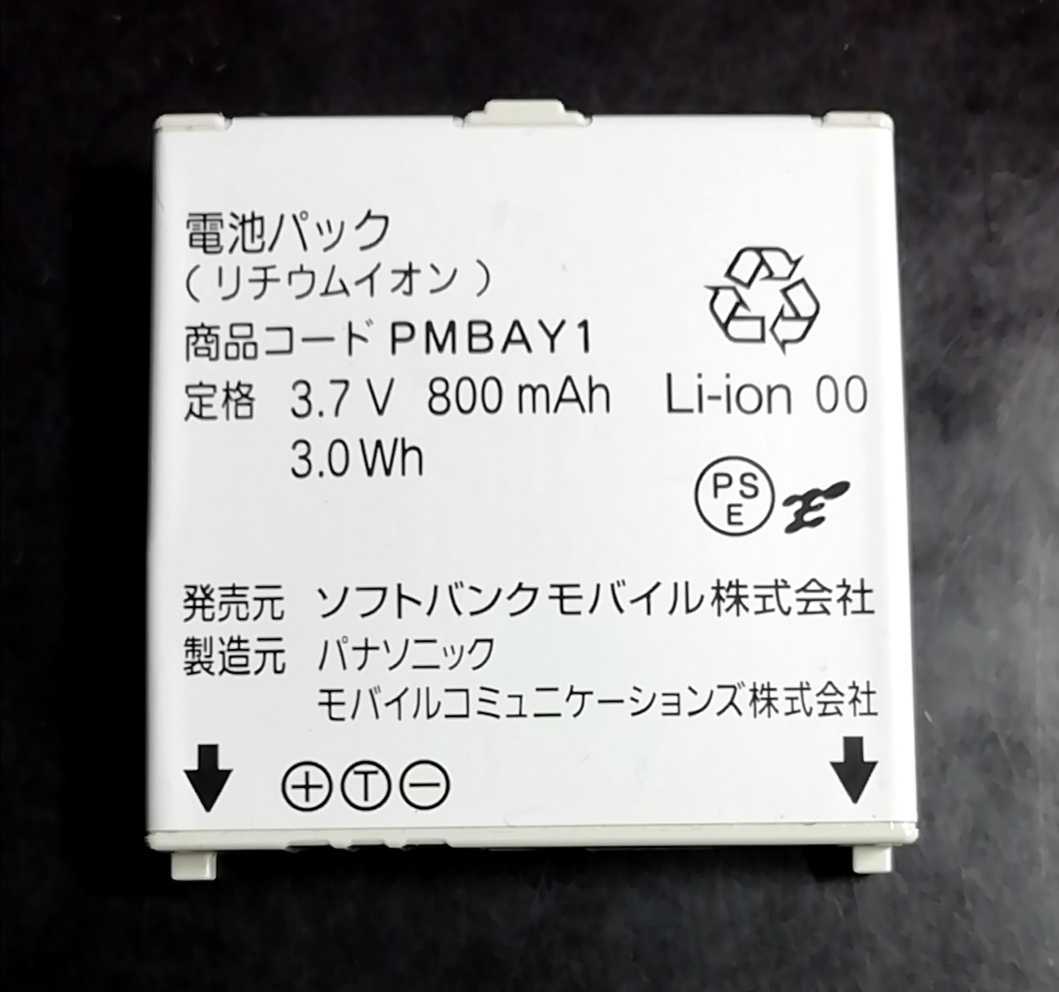 電池パック
（リチウムイオン）
商品コード PMBAY1
定格 3.7 V 800 mAh Li-ion 00
3.0 Wh
PS
E
発売元 ソフトバンクモバイル株式会社
製造元 パナソニック
モバイルコミュニケーションズ株式会社
⊕ Ⓣ ⊖